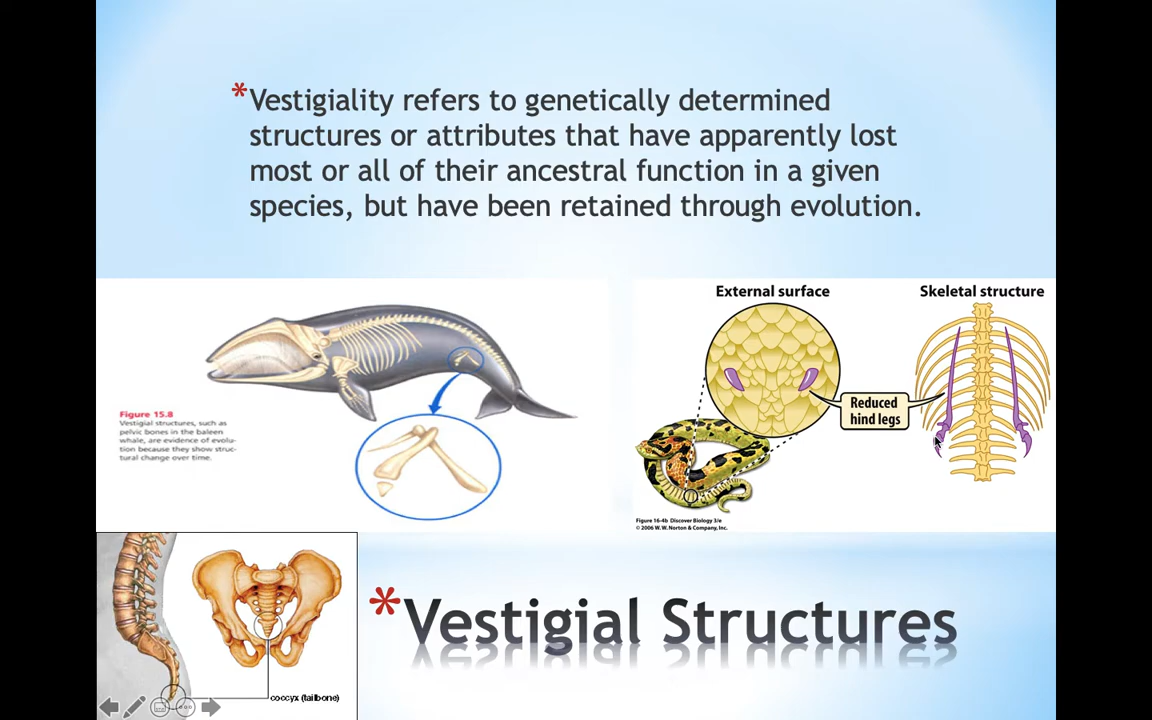 *Vestigiality refers to genetically determined
structures or attributes that have apparently lost
most or all of their ancestral function in a given
species, but have been retained through evolution.
Figure 15.8
Vestigial structures, such as
pelvic bones in the baleen
whale, are evidence of evolu-
tion because they show struc-
tural change over time.
External surface
Skeletal structure
Reduced
hind legs
Figure 16-4b Discover Biology 3/e
© 2006 W. W. Norton & Company, Inc.
coccyx (tailbone)
*Vestigial Structures